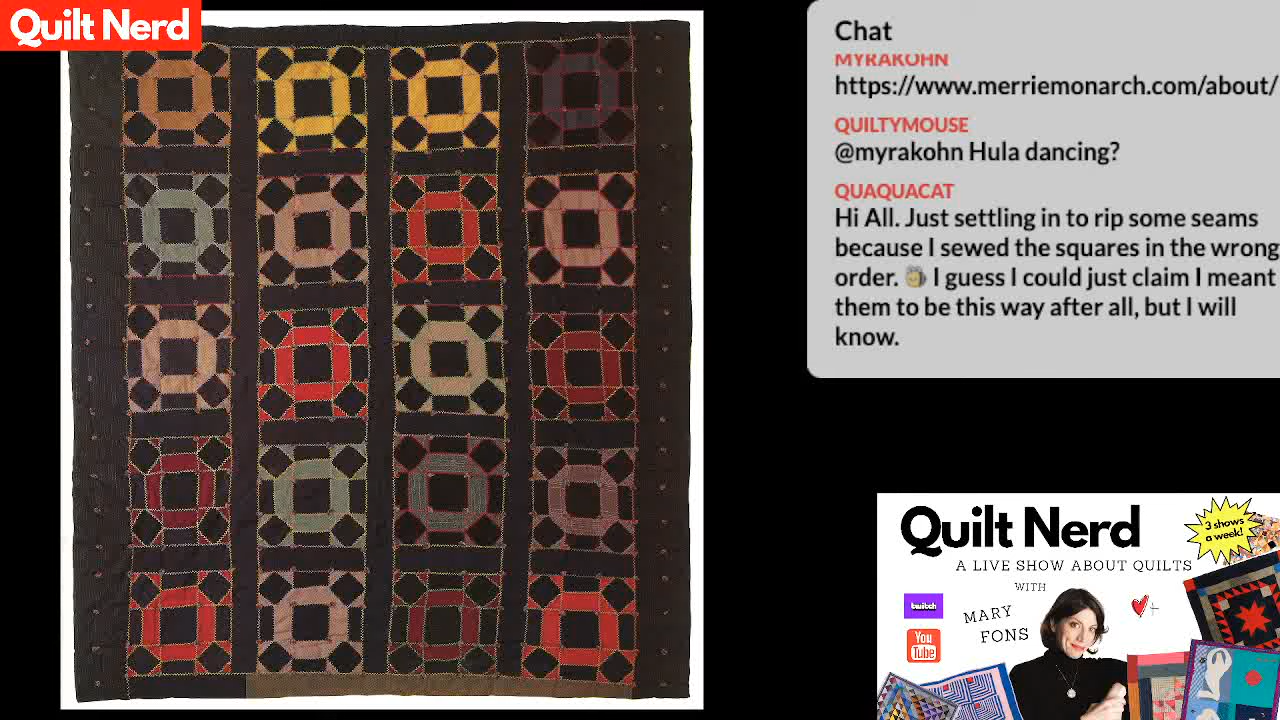 Quilt Nerd
Chat
MYRAKOHN
https://www.merriemonarch.com/about/
QUILTYMOUSE
@myrakohn Hula dancing?
QUAQUACAT
Hi All. Just settling in to rip some seams
because I sewed the squares in the wrong
order. I guess I could just claim I meant
them to be this way after all, but I will
know.
Quilt Nerd
3 shows
a week!
A LIVE SHOW ABOUT QUILTS
WITH
twitch
MARY
FONS
You
Tube